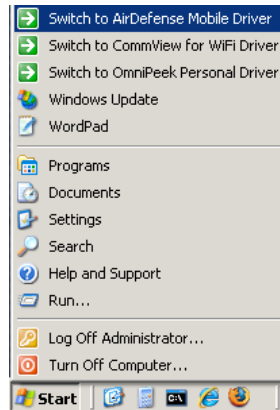 Switch to AirDefense Mobile Driver
Switch to CommView for WiFi Driver
Switch to OmniPeek Personal Driver
Windows Update
WordPad
Programs
Documents
Settings
Search
Help and Support
Run...
Log Off Administrator...
Turn Off Computer...
Start